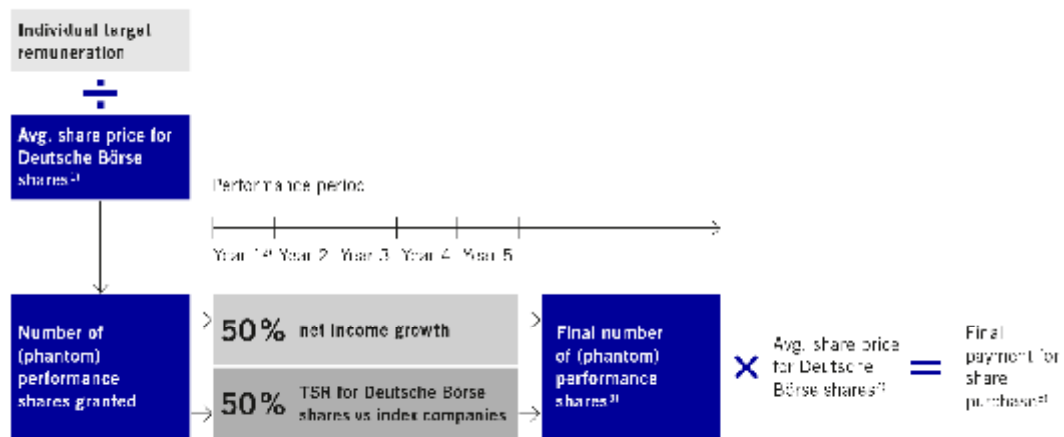 Individual target
remuneration
÷
Avg. share price for
Deutsche Börse
shares¹⁾
Performance period
Year 1 Year 2 Year 3 Year 4 Year 5
Number of
(phantom)
performance
shares granted
50% net income growth
50% TSR for Deutsche Börse
shares vs index companies
Final number
of (phantom)
performance
shares³⁾
×
Avg. share price
for Deutsche
Börse shares
=
Final
payment for
share
purchase